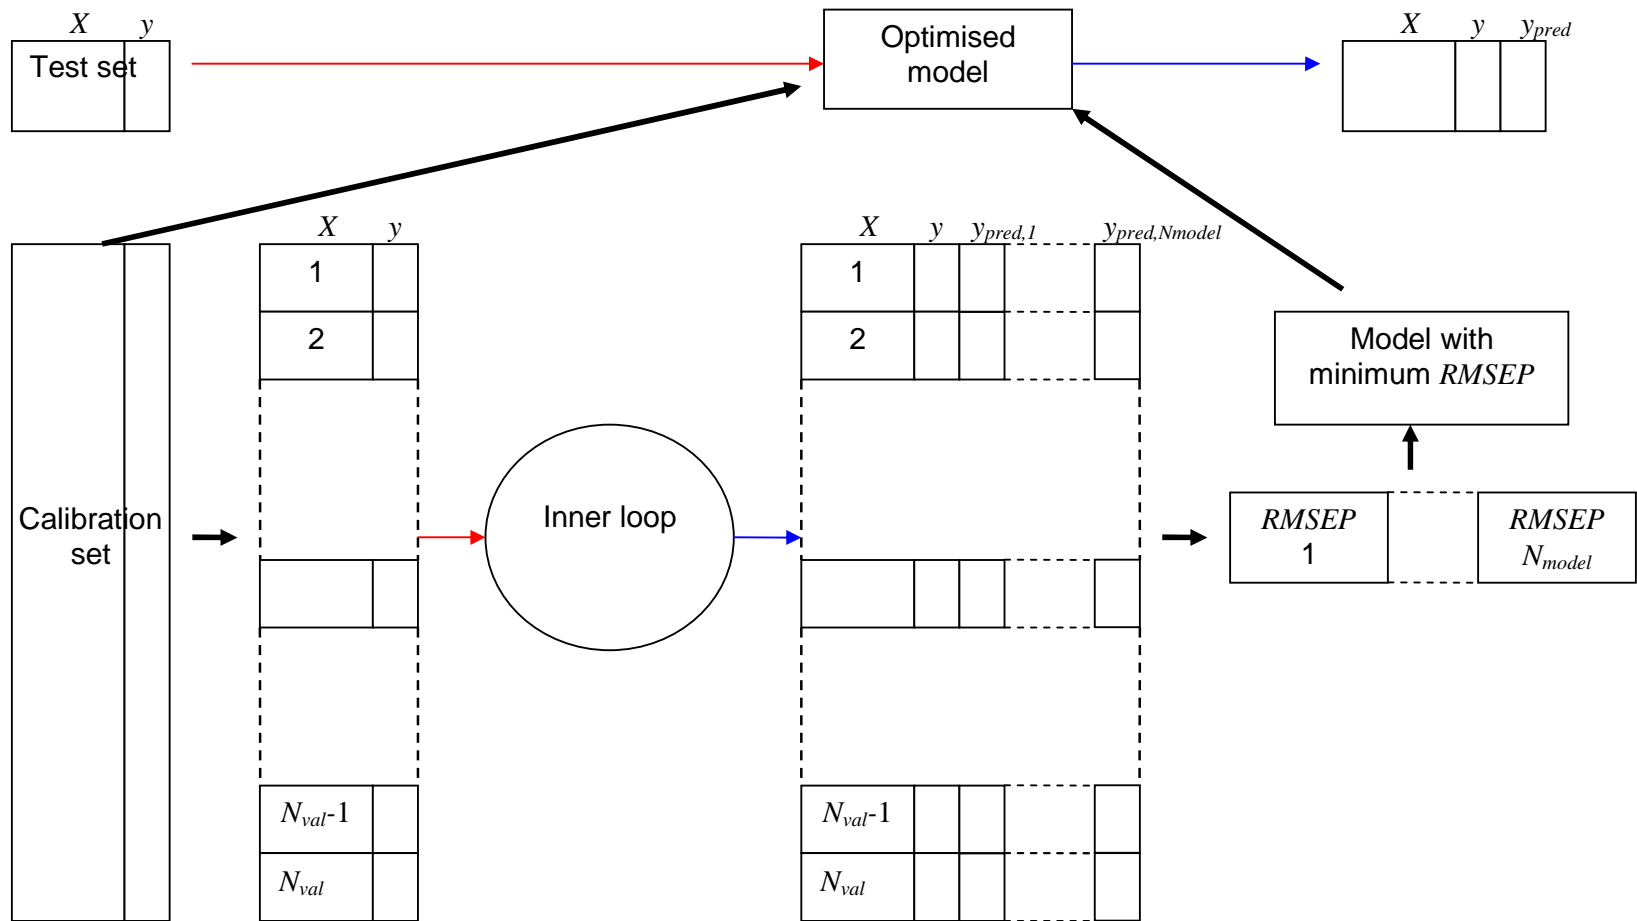 X y
Test set
Optimised
model
X y ypred
X y
1
2
Nval-1
Nval
Calibration
set
Inner loop
X y ypred,1 ypred,Nmodel
1
2
Nval-1
Nval
Model with
minimum RMSEP
RMSEP
1
RMSEP
Nmodel